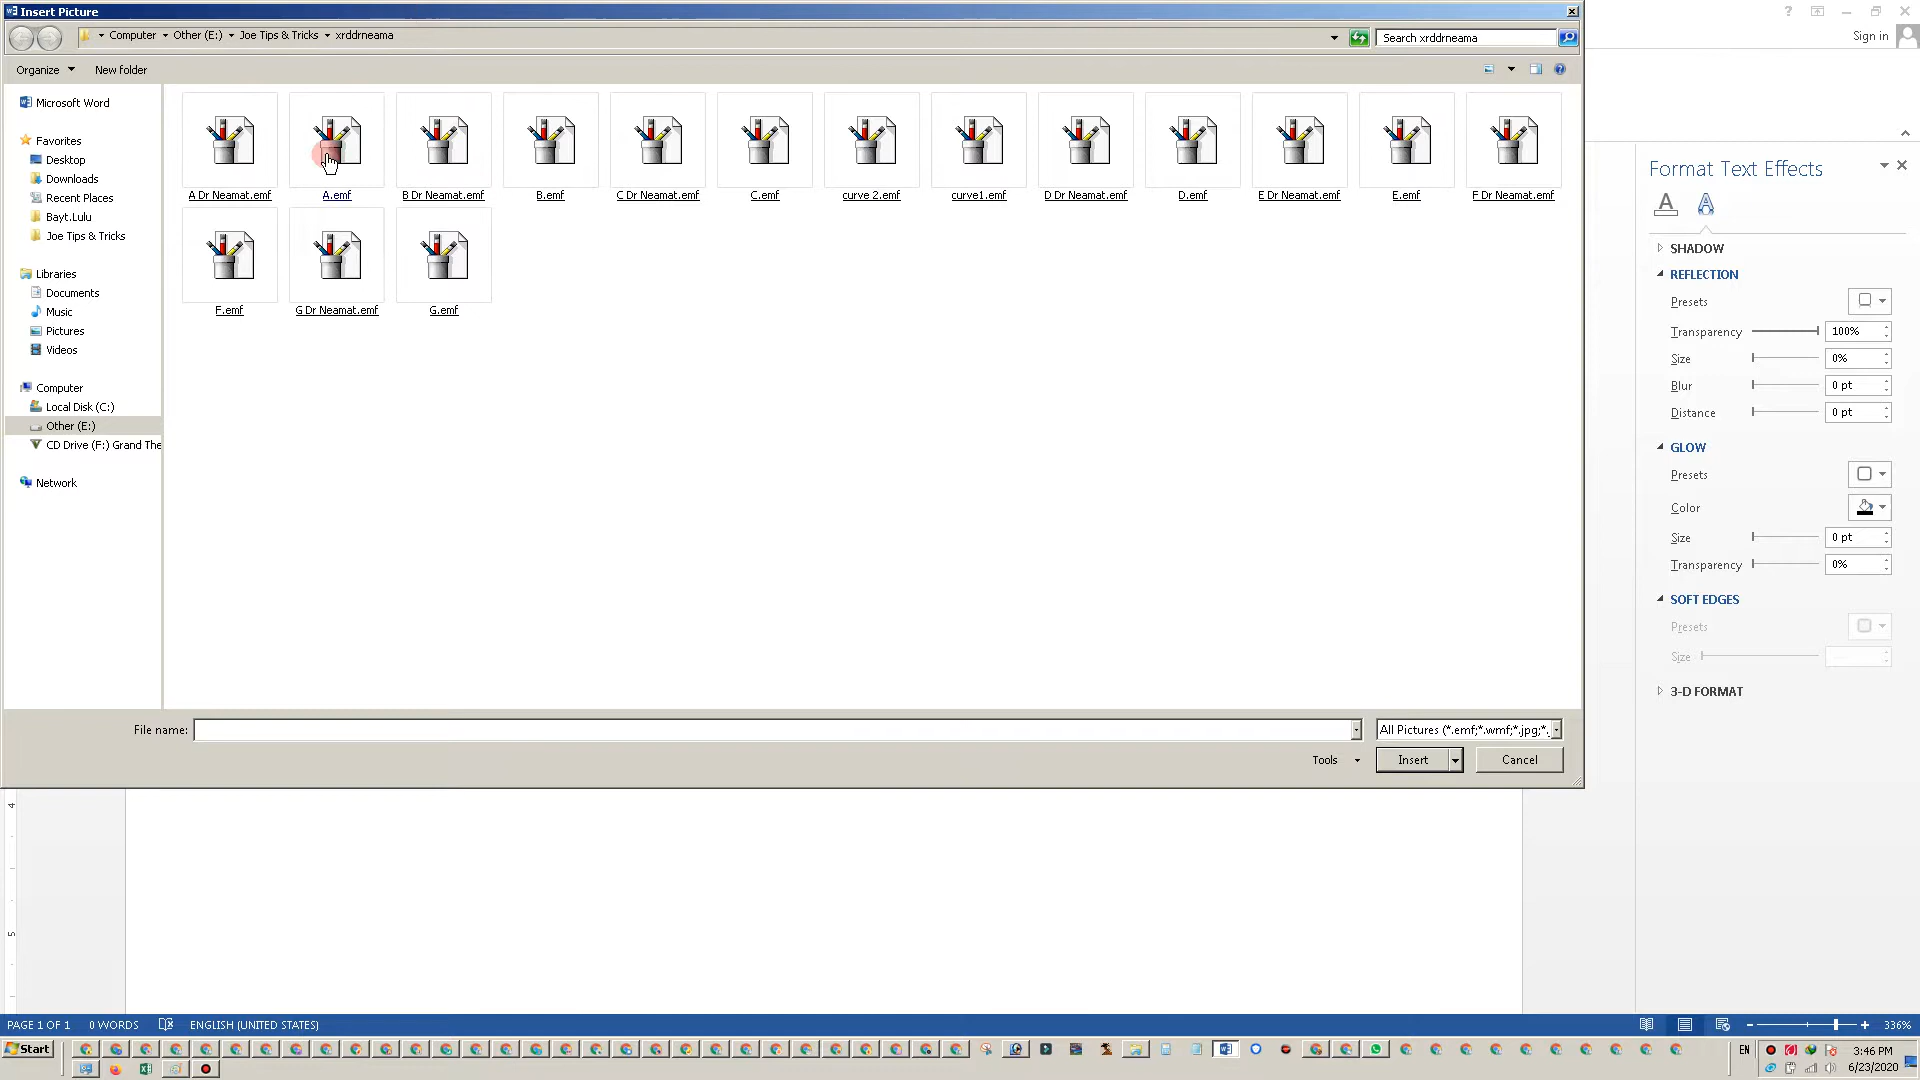 Insert Picture
Computer Other (E:) Joe Tips & Tricks xrddrneama
Search xrddrneama
Sign in
Organize New folder
Microsoft Word
Favorites
Desktop
Downloads
Recent Places
Bayt.Lulu
Joe Tips & Tricks
Libraries
Documents
Music
Pictures
Videos
Computer
Local Disk (C:)
Other (E:)
CD Drive (F:) Grand The
Network
A Dr Neamat.emf A.emf B Dr Neamat.emf B.emf C Dr Neamat.emf C.emf curve 2.emf curve1.emf D Dr Neamat.emf D.emf E Dr Neamat.emf E.emf F Dr Neamat.emf
F.emf G Dr Neamat.emf G.emf
File name: All Pictures (*.emf;*.wmf;*.jpg;*.
Tools Insert Cancel
Format Text Effects
SHADOW
REFLECTION
Presets
Transparency 100%
Size 0%
Blur 0 pt
Distance 0 pt
GLOW
Presets
Color
Size 0 pt
Transparency 0%
SOFT EDGES
Presets
Size
3-D FORMAT
4
5
PAGE 1 OF 1 0 WORDS ENGLISH (UNITED STATES) 336%
Start EN 3:46 PM
6/23/2020